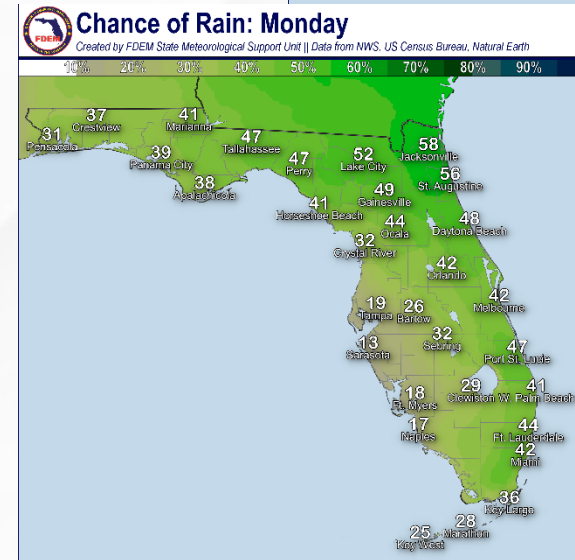 FDEM
Chance of Rain: Monday
Created by FDEM State Meteorological Support Unit || Data from NWS, US Census Bureau, Natural Earth
10% 20% 30% 40% 50% 60% 70% 80% 90%
37
Crestview
41
Marianna
31
Pensacola
39
Panama City
38
Apalachicola
47
Tallahassee
47
Perry
52
Lake City
58
Jacksonville
56
St. Augustine
49
Gainesville
41
Horseshoe Beach
44
Ocala
48
Daytona Beach
32
Crystal River
42
Orlando
42
Melbourne
19
Tampa
26
Bartow
13
Sarasota
32
Sebring
47
Port St. Lucie
18
Ft. Myers
29
Clewiston
41
W. Palm Beach
17
Naples
44
Ft. Lauderdale
42
Miami
36
Key Largo
28
Marathon
25
Key West